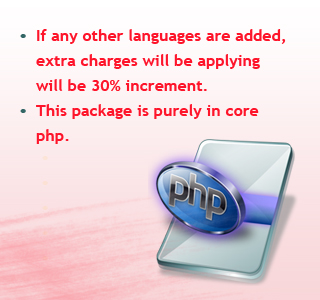 • If any other languages are added,
extra charges will be applying
will be 30% increment.
• This package is purely in core
php.
php